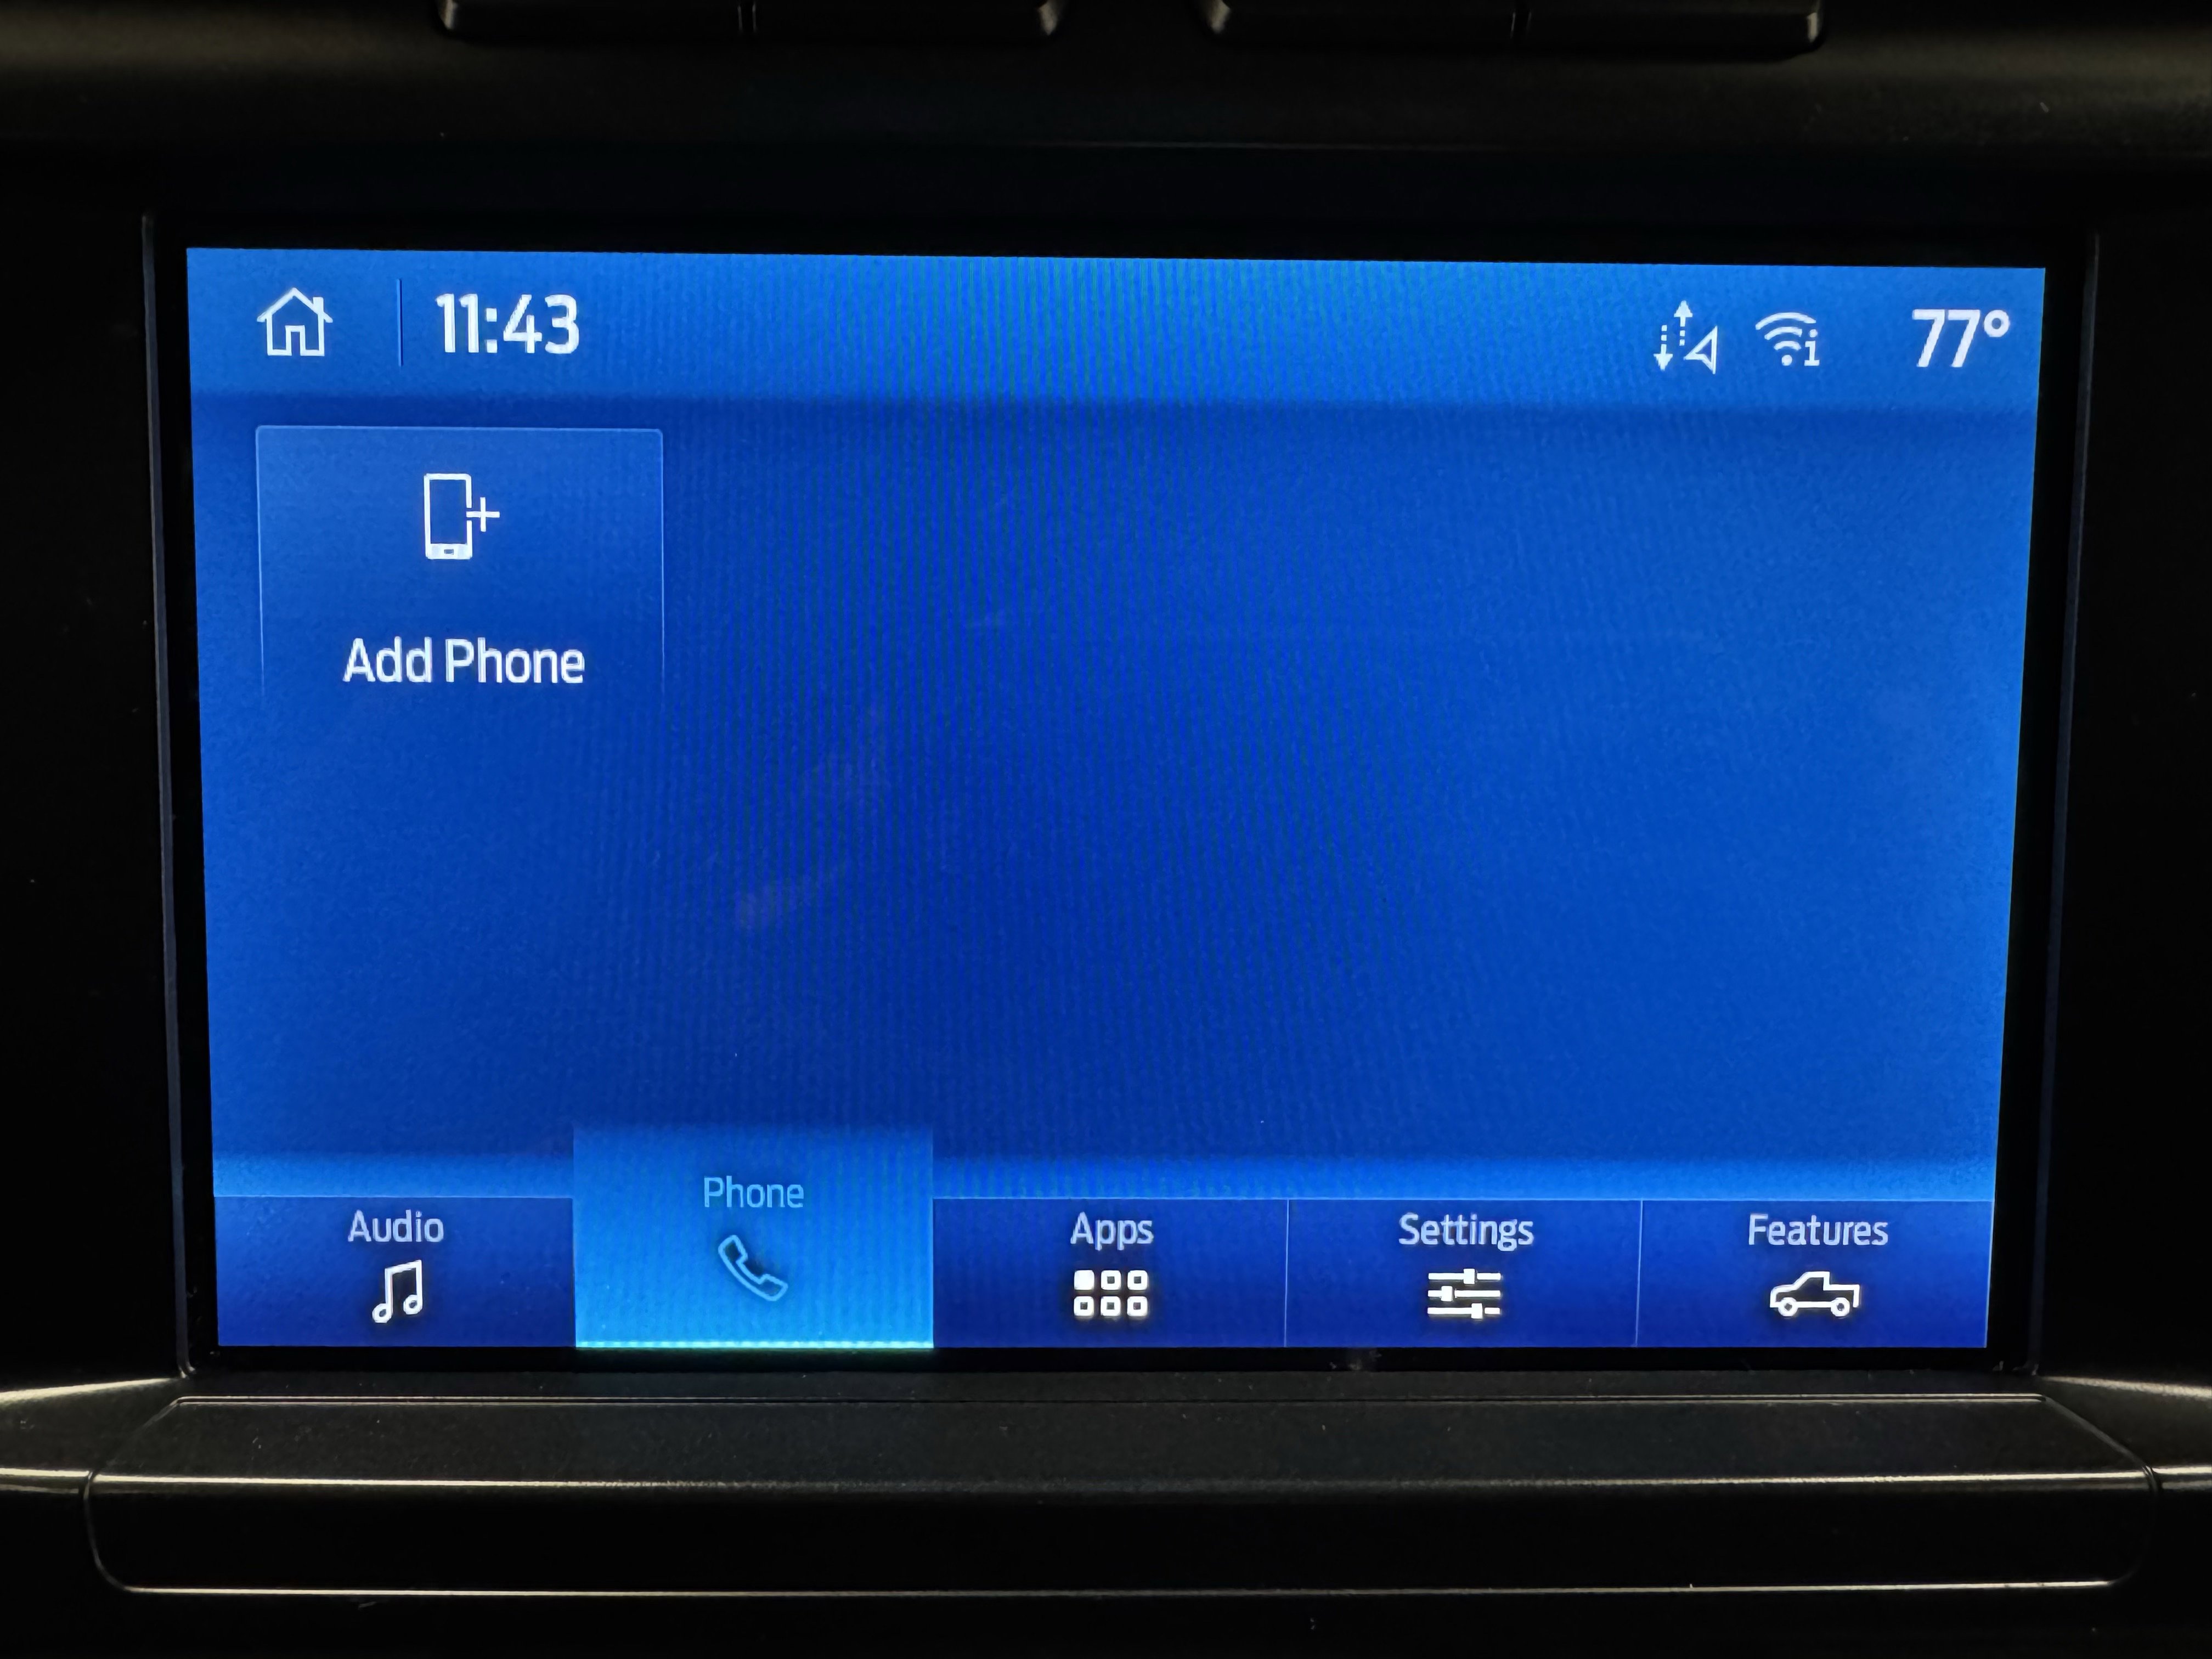 11:43
77°
Add Phone
Audio
Phone
Apps
Settings
Features